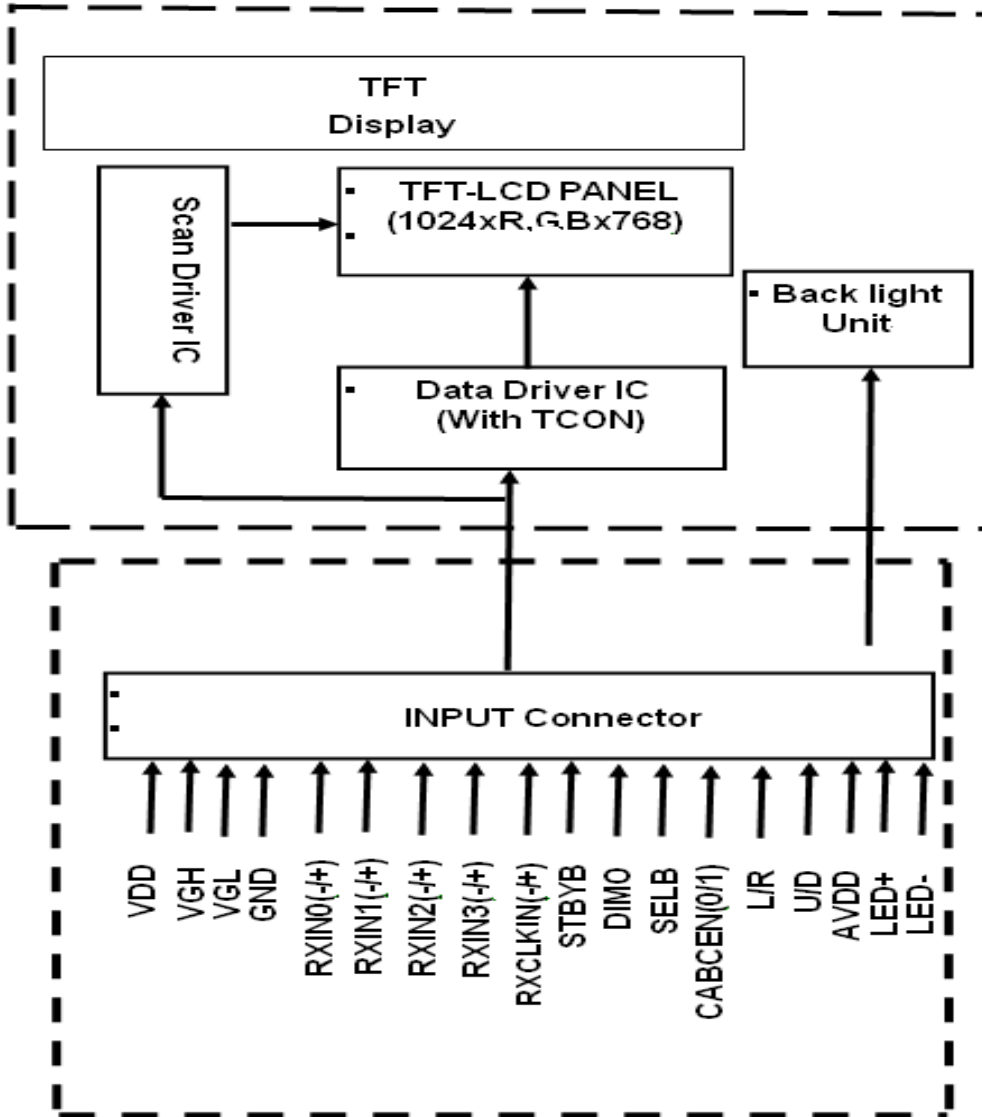 TFT
Display
Scan Driver IC
TFT-LCD PANEL
(1024xR,G,Bx768)
Back light
Unit
Data Driver IC
(With TCON)
INPUT Connector
VDD
VGH
VGL
GND
RXIN0(-/+)
RXIN1(-/+)
RXIN2(-/+)
RXIN3(-/+)
RXCLKIN(-/+)
STBYB
DIMO
SELB
CABCEN(0/1)
L/R
U/D
AVDD
LED+
LED-